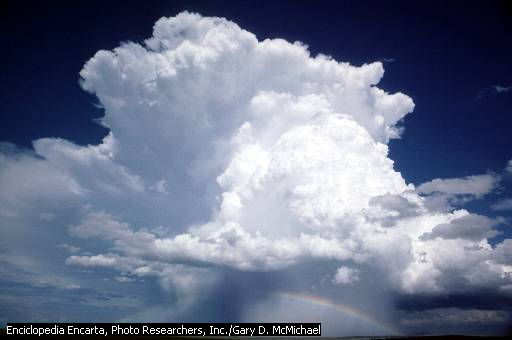 Enciclopedia Encarta, Photo Researchers, Inc./Gary D. McMichael